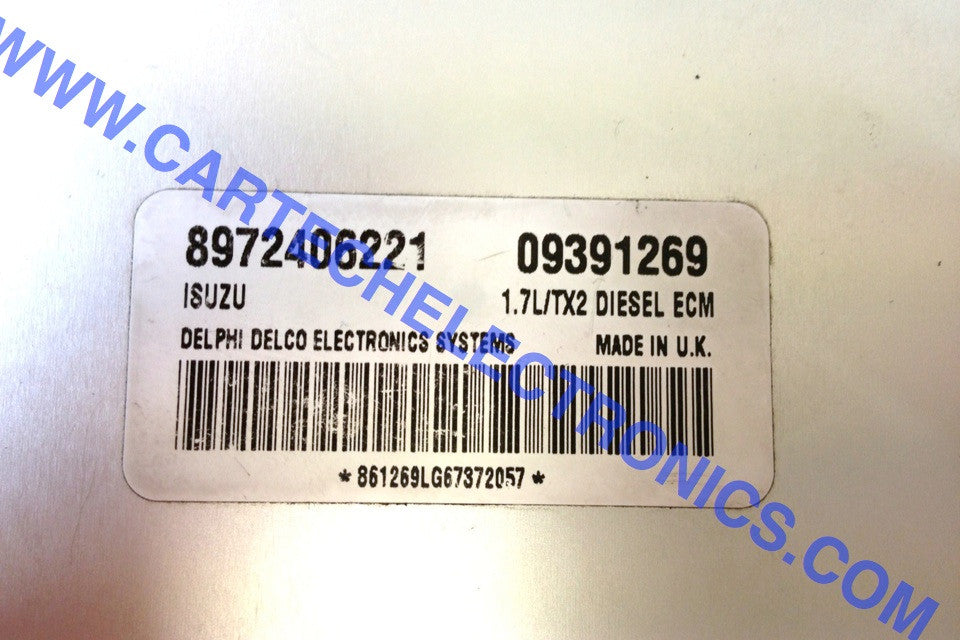 WWW.CARTECHELECTRONICS.COM
8972406221 09391269
ISUZU 1.7L/TX2 DIESEL ECM
DELPHI DELCO ELECTRONICS SYSTEMS MADE IN U.K.
*861269LG67372057*